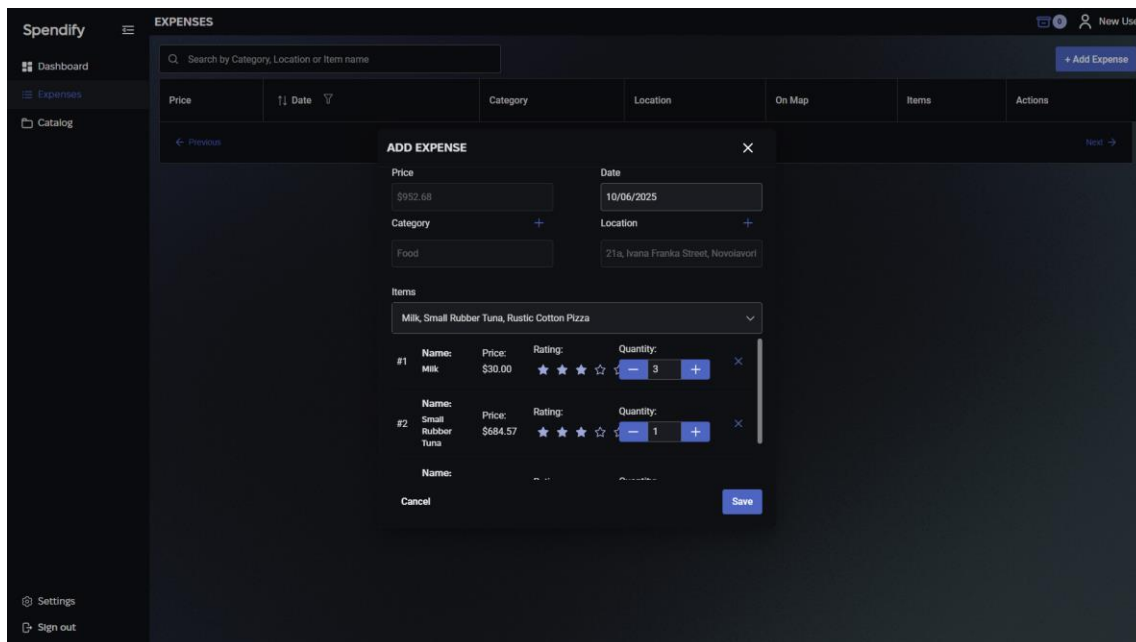 Spendify
EXPENSES
0
New Use
Dashboard
Expenses
Catalog
Search by Category, Location or Item name
+ Add Expense
Price
Date
Category
Location
On Map
Items
Actions
← Previous
Next →
ADD EXPENSE
Price
Date
$952.68
10/06/2025
Category
Location
Food
21a, Ivana Franka Street, Novoiavori
Items
Milk, Small Rubber Tuna, Rustic Cotton Pizza
#1
Name:
Milk
Price:
$30.00
Rating:
Quantity:
3
#2
Name:
Small
Rubber
Tuna
Price:
$684.57
Rating:
Quantity:
1
Name:
Cancel
Save
Settings
Sign out